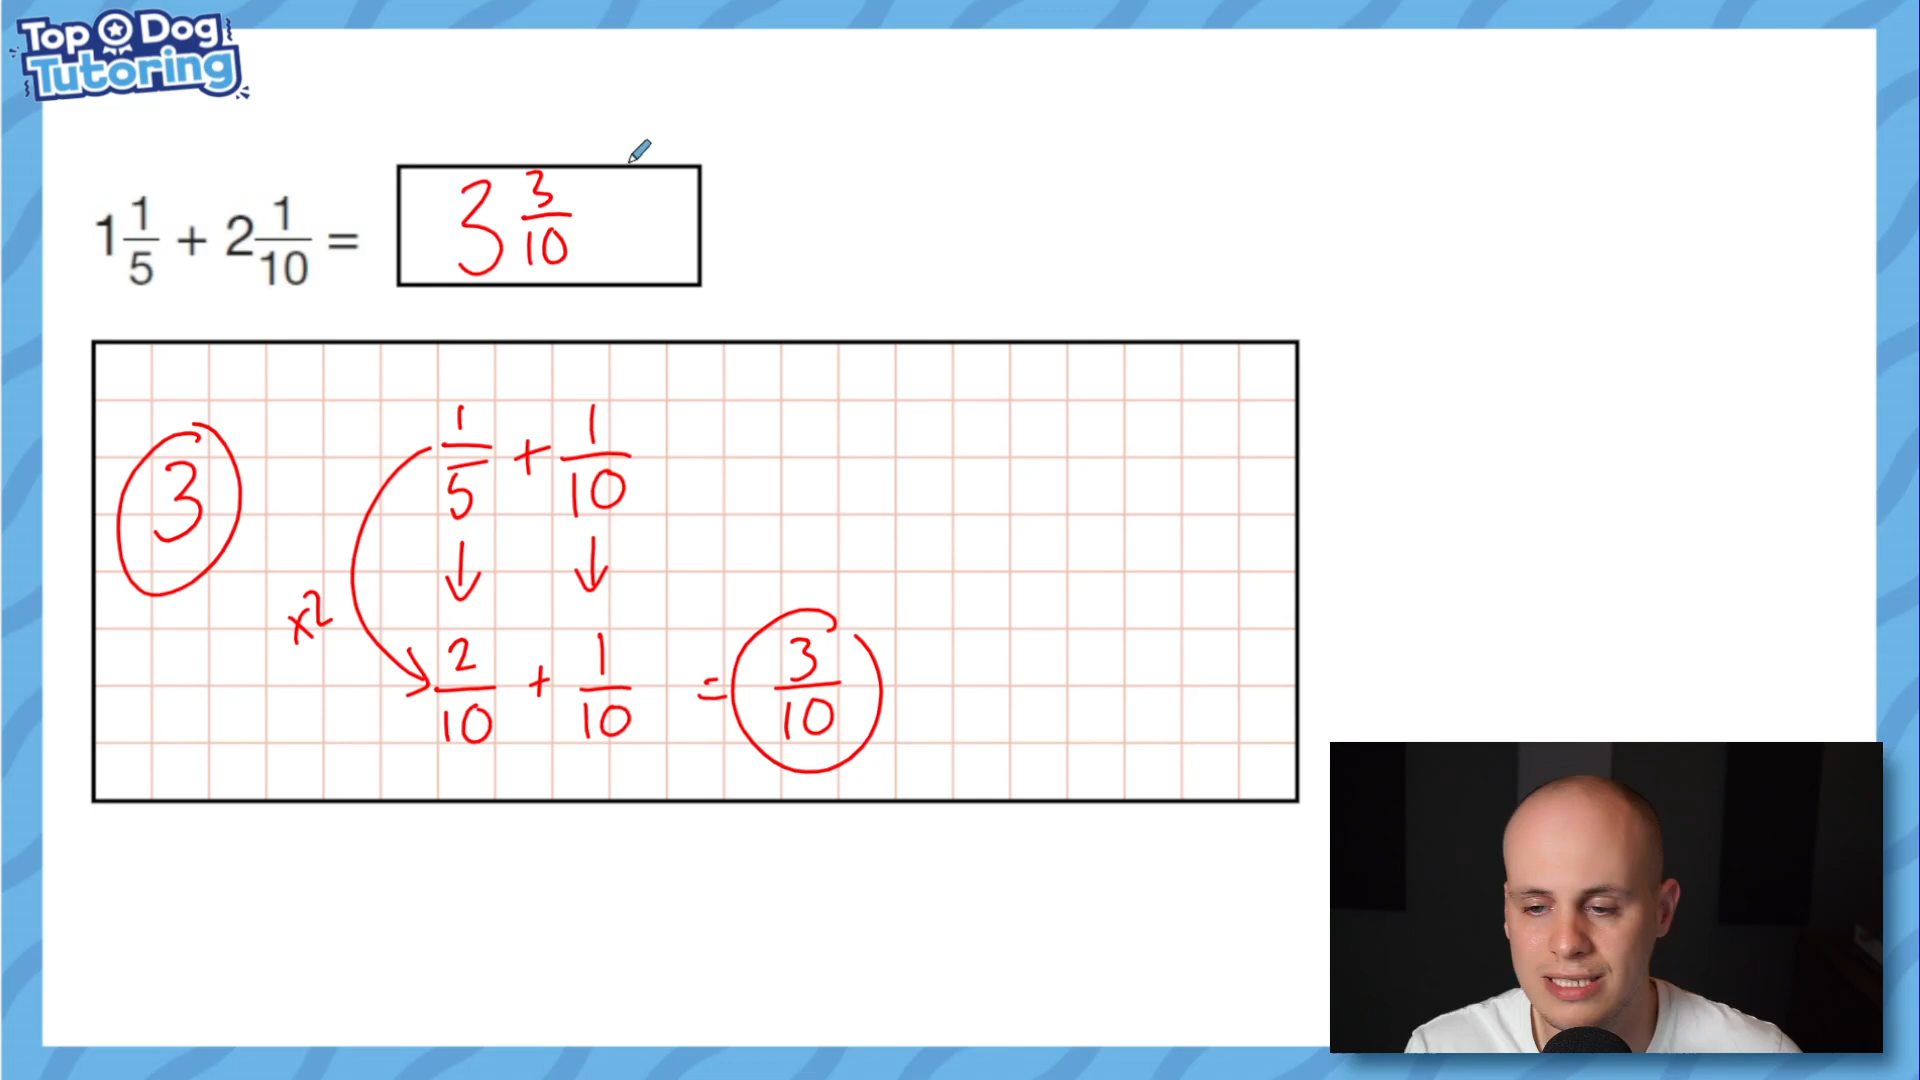 Top Dog
Tutoring
1 1/5 + 2 1/10 = 3 3/10
3
1/5 + 1/10
x2
2/10 + 1/10 = 3/10